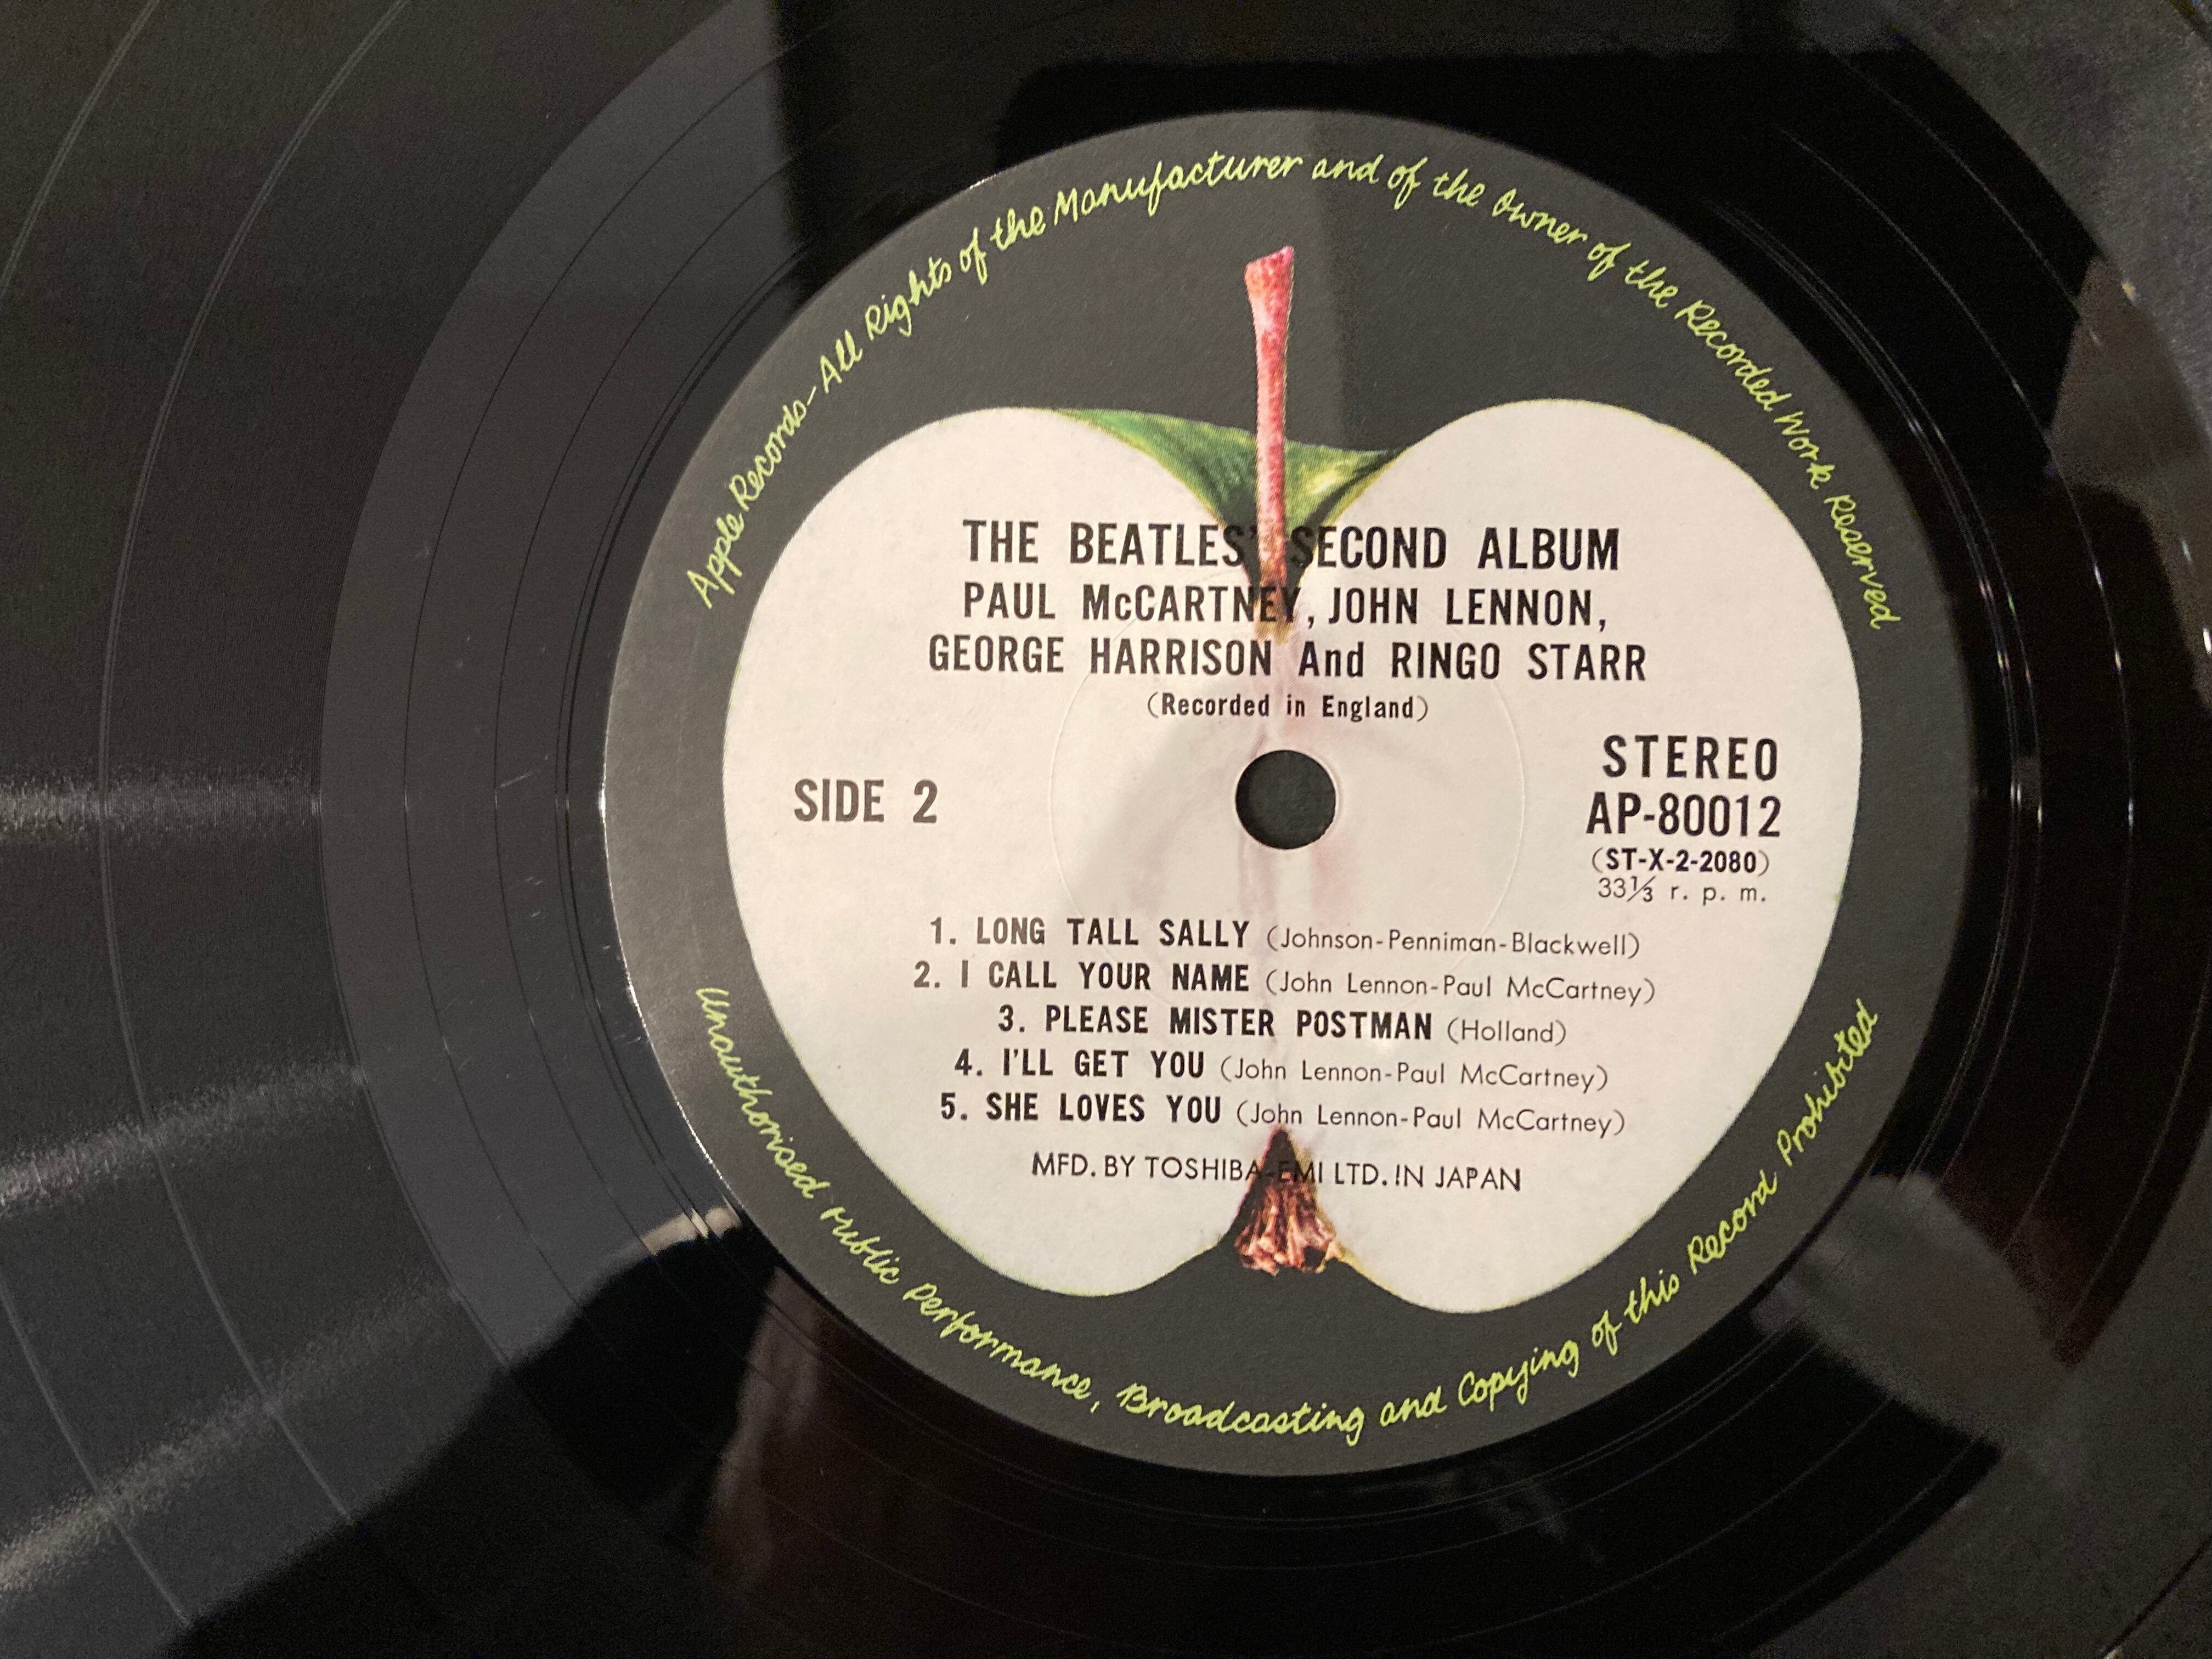 Apple Records—All Rights of the Manufacturer and of the Owner of the Recorded Work Reserved
THE BEATLES' SECOND ALBUM
PAUL McCARTNEY, JOHN LENNON,
GEORGE HARRISON And RINGO STARR
(Recorded in England)
SIDE 2
STEREO
AP-80012
(ST-X-2-2080)
33⅓ r. p. m.
1. LONG TALL SALLY (Johnson-Penniman-Blackwell)
2. I CALL YOUR NAME (John Lennon-Paul McCartney)
3. PLEASE MISTER POSTMAN (Holland)
4. I'LL GET YOU (John Lennon-Paul McCartney)
5. SHE LOVES YOU (John Lennon-Paul McCartney)
MFD. BY TOSHIBA-EMI LTD. IN JAPAN
Unauthorised Public Performance, Broadcasting and Copying of this Record Prohibited